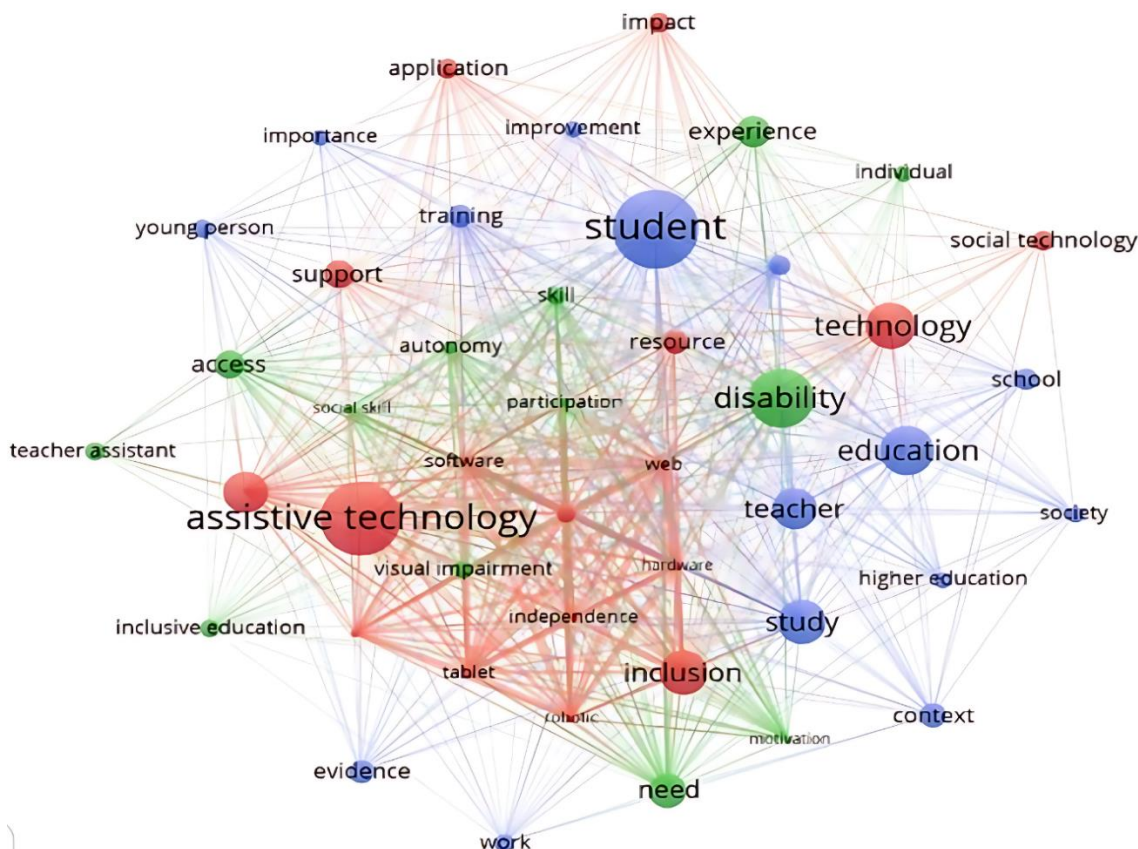 impact
application
importance
improvement
experience
individual
young person
training
student
social technology
support
skill
technology
resource
autonomy
access
school
social skill
participation
disability
teacher assistant
software
web
education
assistive technology
teacher
society
visual impairment
hardware
higher education
inclusive education
independence
study
tablet
inclusion
robotic
context
motivation
evidence
need
work